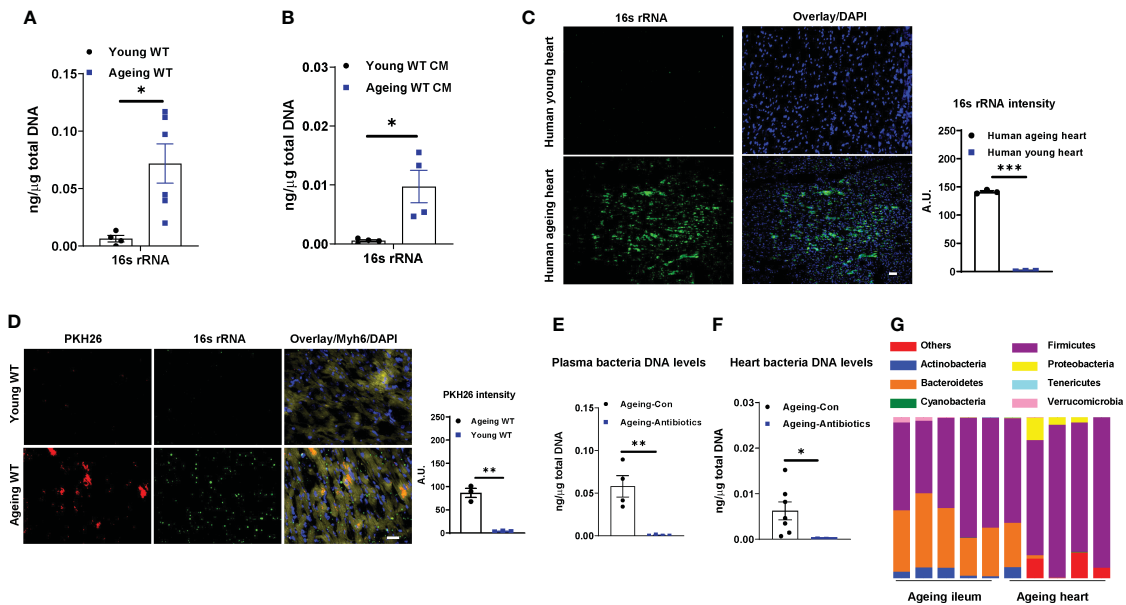 A
Young WT
Ageing WT
ng/µg total DNA
0.15
0.10
0.05
0.00
*
16s rRNA
B
Young WT CM
Ageing WT CM
ng/µg total DNA
0.03
0.02
0.01
0.00
*
16s rRNA
C
16s rRNA
Overlay/DAPI
Human young heart
Human ageing heart
16s rRNA intensity
Human ageing heart
Human young heart
A.U.
250
200
150
100
50
0
***
D
PKH26
16s rRNA
Overlay/Myh6/DAPI
Young WT
Ageing WT
PKH26 intensity
Ageing WT
Young WT
A.U.
250
200
150
100
50
0
**
E
Plasma bacteria DNA levels
Ageing-Con
Ageing-Antibiotics
ng/µg total DNA
0.15
0.10
0.05
0.00
**
F
Heart bacteria DNA levels
Ageing-Con
Ageing-Antibiotics
ng/µg total DNA
0.03
0.02
0.01
0.00
*
G
Others
Actinobacteria
Bacteroidetes
Cyanobacteria
Firmicutes
Proteobacteria
Tenericutes
Verrucomicrobia
Ageing ileum
Ageing heart